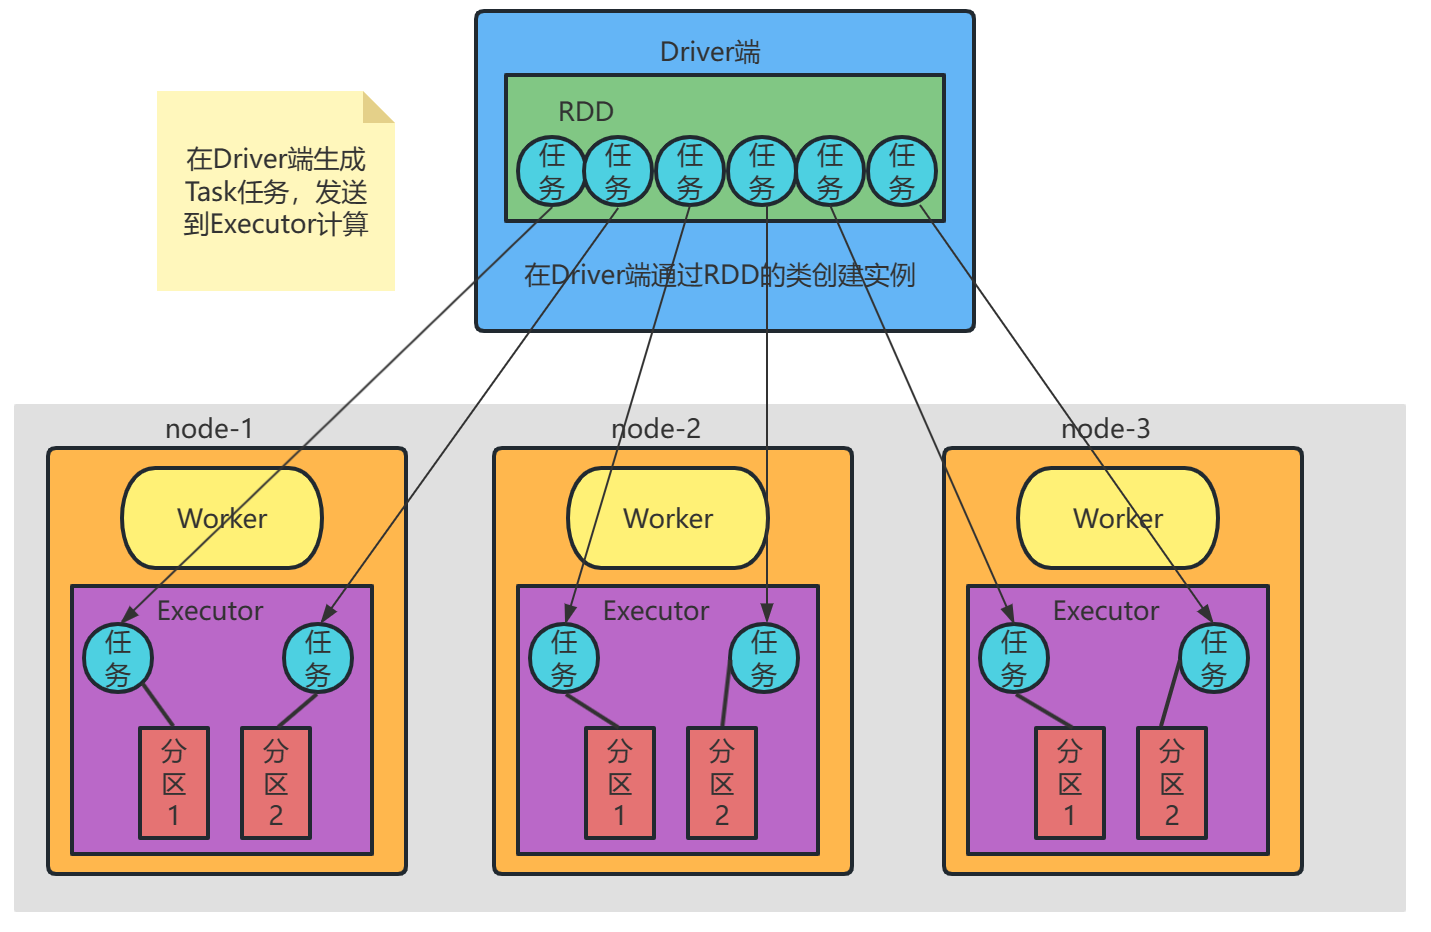 Driver端
RDD
任
务
任
务
任
务
任
务
任
务
任
务
在Driver端通过RDD的类创建实例
在Driver端生成
Task任务，发送
到Executor计算
node-1
Worker
Executor
任
务
任
务
分
区
1
分
区
2
node-2
Worker
Executor
任
务
任
务
分
区
1
分
区
2
node-3
Worker
Executor
任
务
任
务
分
区
1
分
区
2